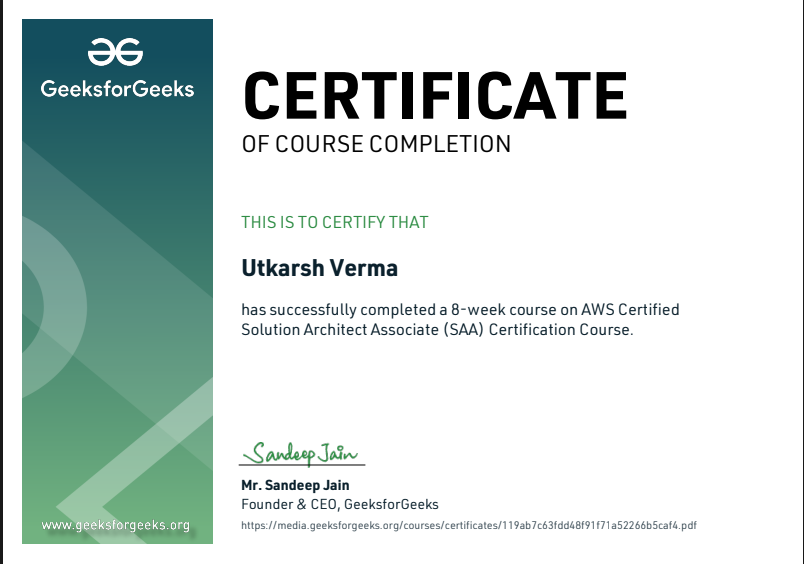 GeeksforGeeks
CERTIFICATE
OF COURSE COMPLETION
THIS IS TO CERTIFY THAT
Utkarsh Verma
has successfully completed a 8-week course on AWS Certified
Solution Architect Associate (SAA) Certification Course.
Sandeep Jain
Mr. Sandeep Jain
Founder & CEO, GeeksforGeeks
www.geeksforgeeks.org
https://media.geeksforgeeks.org/courses/certificates/119ab7c63fdd48f91f71a52266b5caf4.pdf